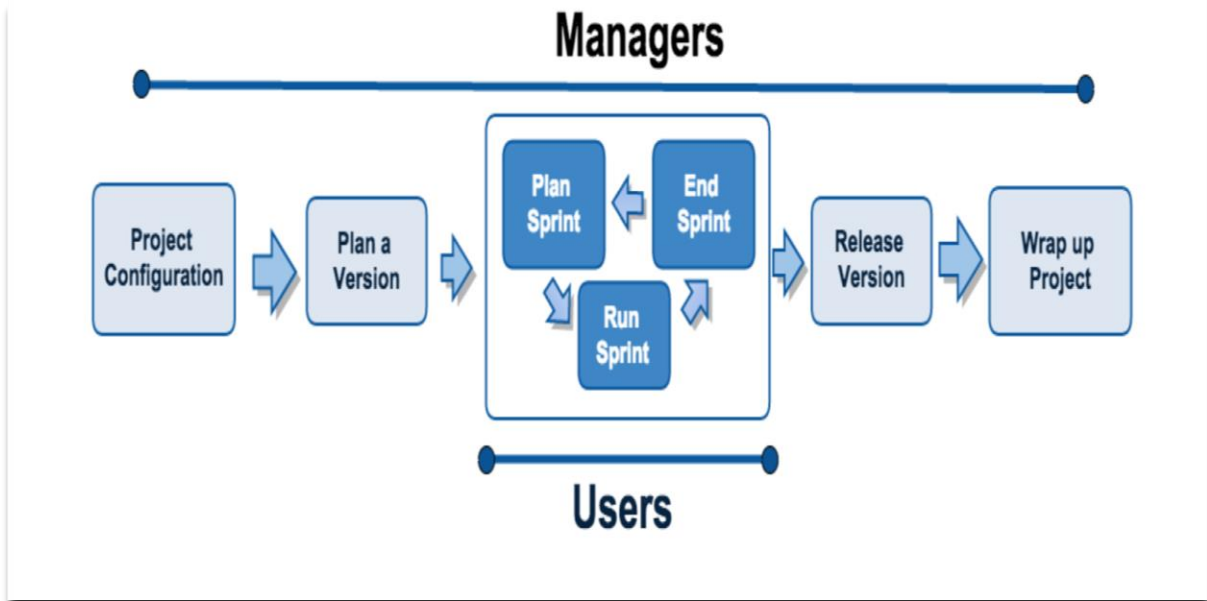 Managers
Project
Configuration
Plan a
Version
Plan
Sprint
End
Sprint
Run
Sprint
Release
Version
Wrap up
Project
Users